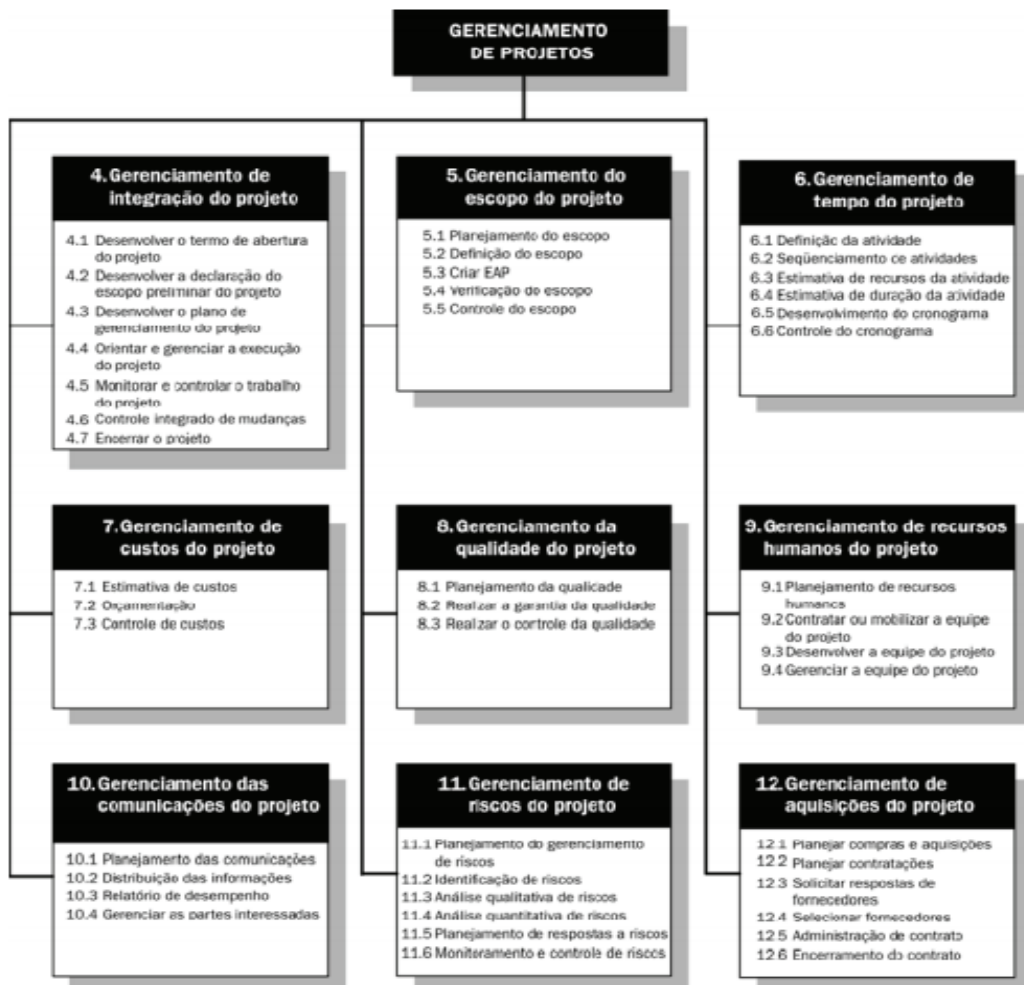 GERENCIAMENTO
DE PROJETOS
4. Gerenciamento de
integração do projeto
4.1 Desenvolver o termo de abertura
do projeto
4.2 Desenvolver a declaração do
escopo preliminar do projeto
4.3 Desenvolver o plano de
gerenciamento do projeto
4.4 Orientar e gerenciar a execução
do projeto
4.5 Monitorar e controlar o trabalho
do projeto
4.6 Controle integrado de mudanças
4.7 Encerrar o projeto
5. Gerenciamento do
escopo do projeto
5.1 Planejamento do escopo
5.2 Definição do escopo
5.3 Criar EAP
5.4 Verificação do escopo
5.5 Controle do escopo
6. Gerenciamento de
tempo do projeto
6.1 Definição da atividade
6.2 Seqüenciamento de atividades
6.3 Estimativa de recursos da atividade
6.4 Estimativa de duração da atividade
6.5 Desenvolvimento do cronograma
6.6 Controle do cronograma
7. Gerenciamento de
custos do projeto
7.1 Estimativa de custos
7.2 Orçamentação
7.3 Controle de custos
8. Gerenciamento da
qualidade do projeto
8.1 Planejamento da qualidade
8.2 Realizar a garantia da qualidade
8.3 Realizar o controle da qualidade
9. Gerenciamento de recursos
humanos do projeto
9.1 Planejamento de recursos
humanos
9.2 Contratar ou mobilizar a equipe
do projeto
9.3 Desenvolver a equipe do projeto
9.4 Gerenciar a equipe do projeto
10. Gerenciamento das
comunicações do projeto
10.1 Planejamento das comunicações
10.2 Distribuição das informações
10.3 Relatório de desempenho
10.4 Gerenciar as partes interessadas
11. Gerenciamento de
riscos do projeto
11.1 Planejamento do gerenciamento
de riscos
11.2 Identificação de riscos
11.3 Análise qualitativa de riscos
11.4 Análise quantitativa de riscos
11.5 Planejamento de respostas a riscos
11.6 Monitoramento e controle de riscos
12. Gerenciamento de
aquisições do projeto
12.1 Planejar compras e aquisições
12.2 Planejar contratações
12.3 Solicitar respostas de
fornecedores
12.4 Selecionar fornecedores
12.5 Administração de contrato
12.6 Encerramento do contrato